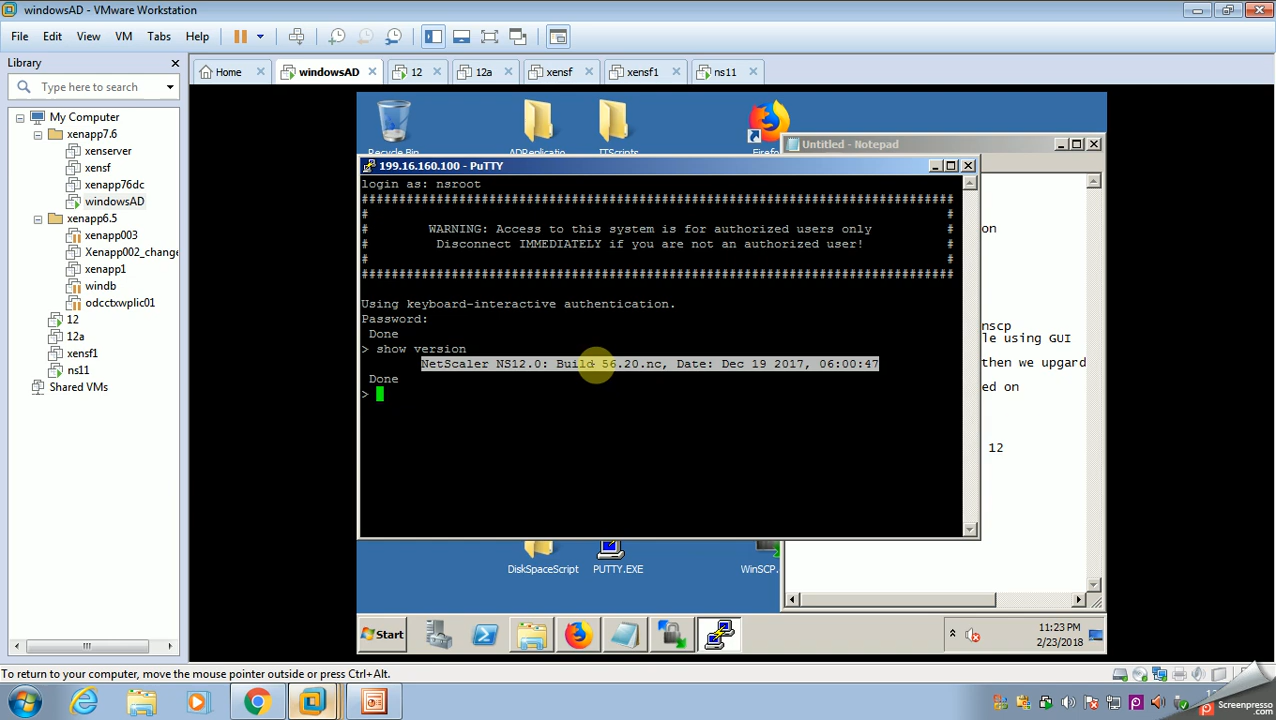 windowsAD - VMware Workstation
File Edit View VM Tabs Help
Library
Type here to search
My Computer
xenapp7.6
xenserver
xensf
xenapp76dc
windowsAD
xenapp6.5
xenapp003
Xenapp002_change
xenapp1
windb
odcctxwplic01
12
12a
xensf1
ns11
Shared VMs
Home windowsAD 12 12a xensf xensf1 ns11
Recycle Bin ADReplicatio ITScripts Firef
Untitled - Notepad
199.16.160.100 - PuTTY
login as: nsroot
###############################################################################
# #
# WARNING: Access to this system is for authorized users only #
# Disconnect IMMEDIATELY if you are not an authorized user! #
# #
###############################################################################
Using keyboard-interactive authentication.
Password:
Done
> show version
NetScaler NS12.0: Build 56.20.nc, Date: Dec 19 2017, 06:00:47
Done
>
on
nscp
le using GUI
then we upgard
ed on
12
DiskSpaceScript PUTTY.EXE WinSCP.
Start
11:23 PM
2/23/2018
To return to your computer, move the mouse pointer outside or press Ctrl+Alt.
Screenpresso
.com